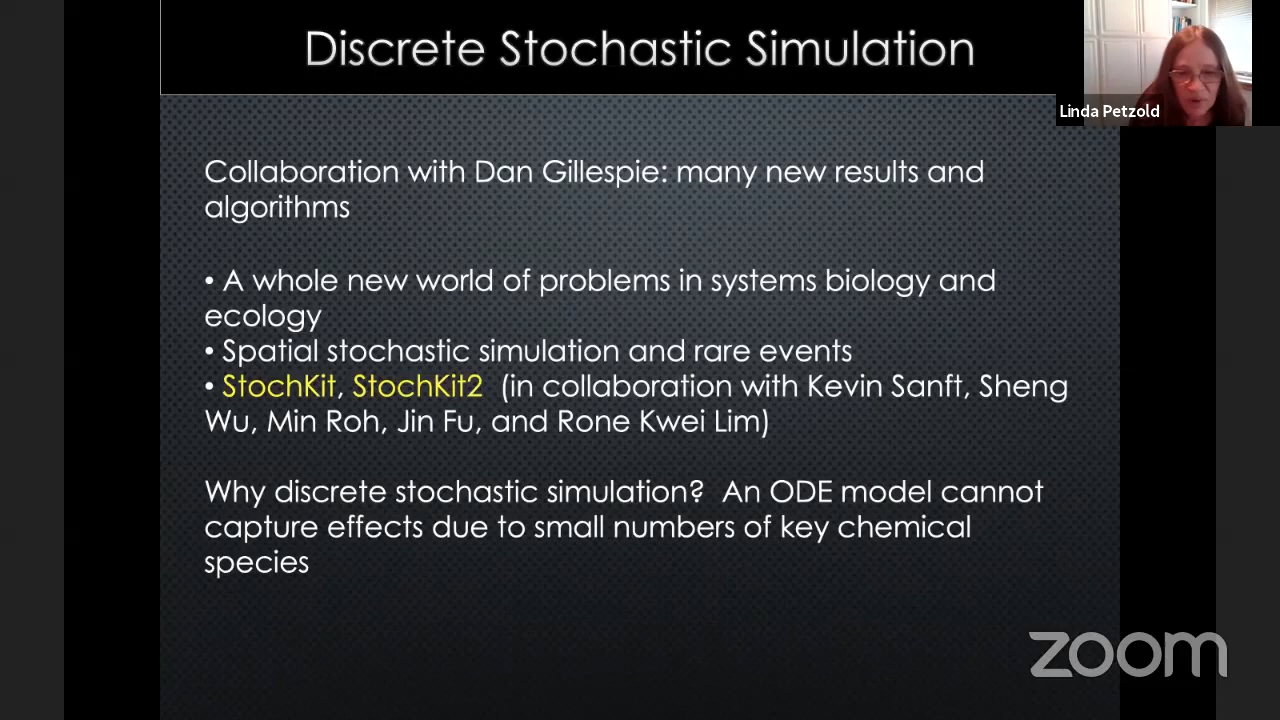 Discrete Stochastic Simulation
Linda Petzold
Collaboration with Dan Gillespie: many new results and
algorithms
• A whole new world of problems in systems biology and
ecology
• Spatial stochastic simulation and rare events
• StochKit, StochKit2 (in collaboration with Kevin Sanft, Sheng
Wu, Min Roh, Jin Fu, and Rone Kwei Lim)
Why discrete stochastic simulation? An ODE model cannot
capture effects due to small numbers of key chemical
species
zoom